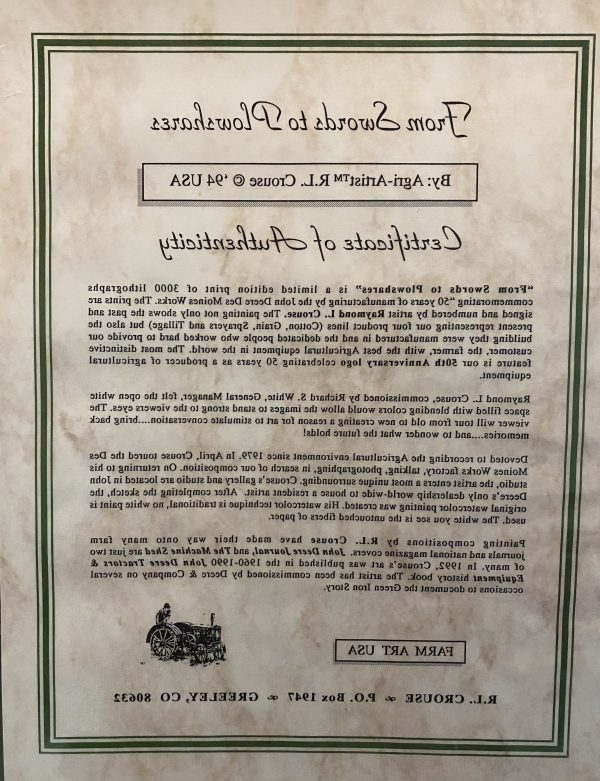 From Swords to Plowshares
By: Agri-Artist™ R.L. Crouse © ‘94 USA
Certificate of Authenticity
“From Swords to Plowshares” is a limited edition print of 3000 lithographs
commemorating “50 years of manufacturing by the John Deere Des Moines Works. The prints are
signed and numbered by artist Raymond L. Crouse. The painting not only shows the past and
present representing our four product lines (Cotton, Grain, Sprayers and Tillage) but also the
building they were manufactured in and the dedicated people who worked hard to provide our
customer, the farmer, with the best Agricultural equipment in the world. The most distinctive
feature is our 50th Anniversary logo celebrating 50 years as a producer of agricultural
equipment.
Raymond L. Crouse, commissioned by Richard S. White, General Manager, felt the open white
space filled with blending colors would allow the images to stand strong to the viewers eyes. The
viewer will tour from old to new creating a reason for art to stimulate conversation....bring back
memories....and to wonder what the future holds!
Devoted to recording the Agricultural environment since 1979. In April, Crouse toured the Des
Moines Works factory, talking, photographing, in search of our composition. On returning to his
studio, the artist enters a most unique surrounding. Crouse's gallery and studio are located in John
Deere's only dealership world-wide to house a resident artist. After completing the sketch, the
original watercolor painting was created. His watercolor technique is traditional, no white paint is
used. The white you see is the untouched fibers of paper.
Painting compositions by R.L. Crouse have made their way onto many farm
journals and national magazine covers. John Deere Journal, and The Machine Shed are just two
of many. In 1992, Crouse's art was published in the 1960-1990 John Deere Tractors &
Equipment history book. The artist has been commissioned by Deere & Company on several
occasions to document the Green Iron Story.
FARM ART USA
R.L. CROUSE ∞ P.O. Box 1947 ∞ GREELEY, CO 80632